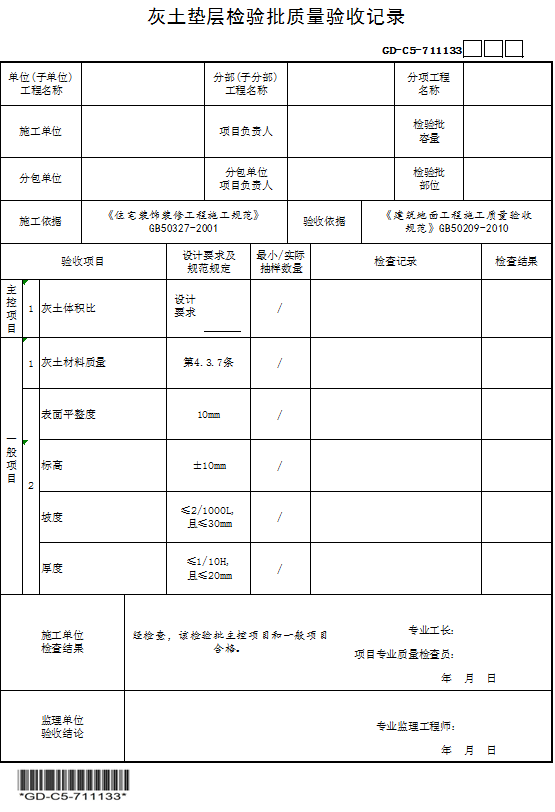 灰土垫层检验批质量验收记录
GD-C5-711133
单位(子单位)
工程名称
分部(子分部)
工程名称
分项工程
名称
施工单位
项目负责人
检验批
容量
分包单位
分包单位
项目负责人
检验批
部位
施工依据
《住宅装饰装修工程施工规范》
GB50327-2001
验收依据
《建筑地面工程施工质量验收
规范》GB50209-2010
验收项目
设计要求及
规范规定
最小/实际
抽样数量
检查记录
检查结果
主控项目
1
灰土体积比
设计
要求
/
一般项目
1
灰土材料质量
第4.3.7条
/
2
表面平整度
10mm
/
标高
±10mm
/
坡度
≤2/1000L,
且≤30mm
/
厚度
≤1/10H,
且≤20mm
/
施工单位
检查结果
经检查，该检验批主控项目和一般项目
合格。
专业工长：
项目专业质量检查员：
年 月 日
监理单位
验收结论
专业监理工程师：
年 月 日
*GD-C5-711133*